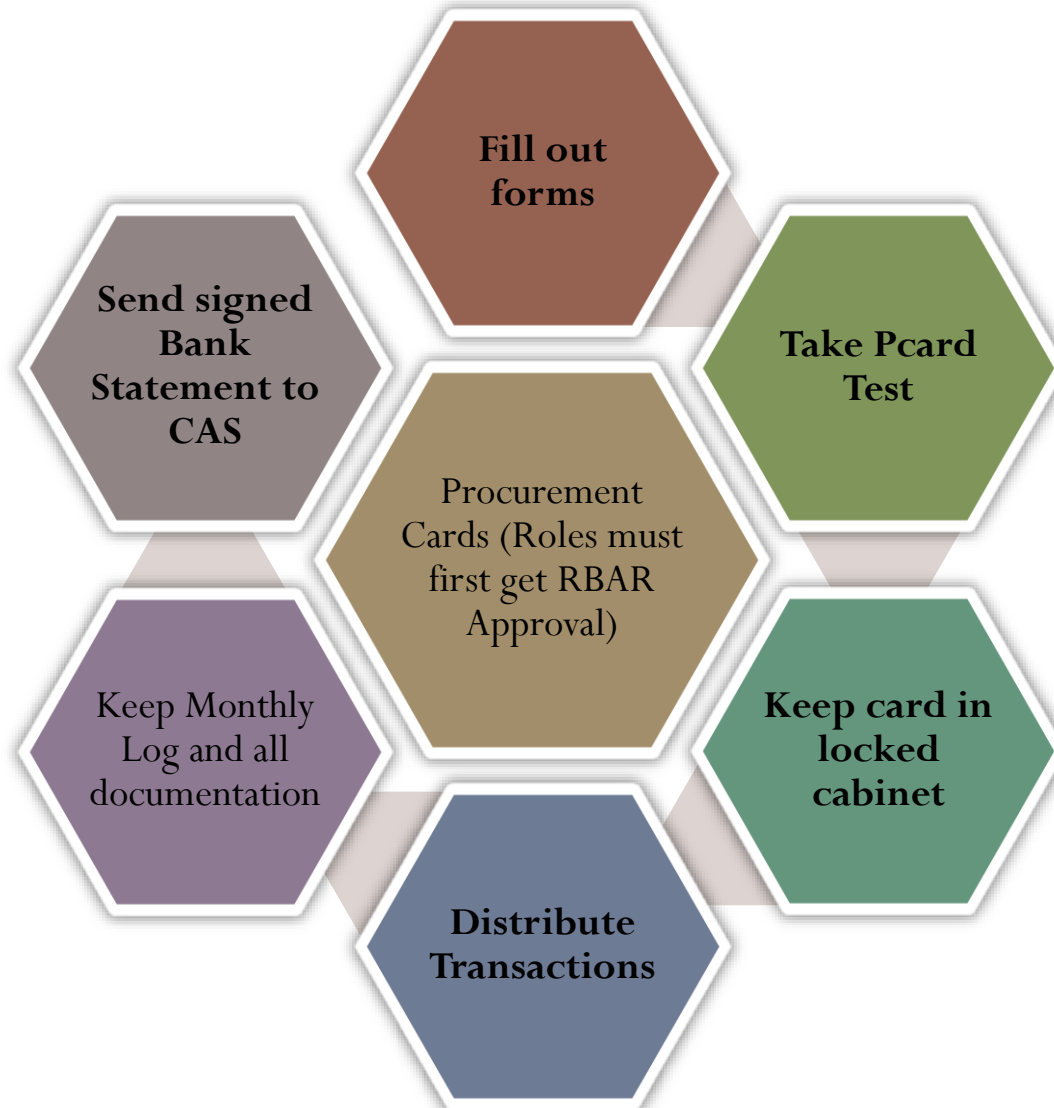 Fill out
forms
Take Pcard
Test
Keep card in
locked
cabinet
Distribute
Transactions
Keep Monthly
Log and all
documentation
Send signed
Bank
Statement to
CAS
Procurement
Cards (Roles must
first get RBAR
Approval)